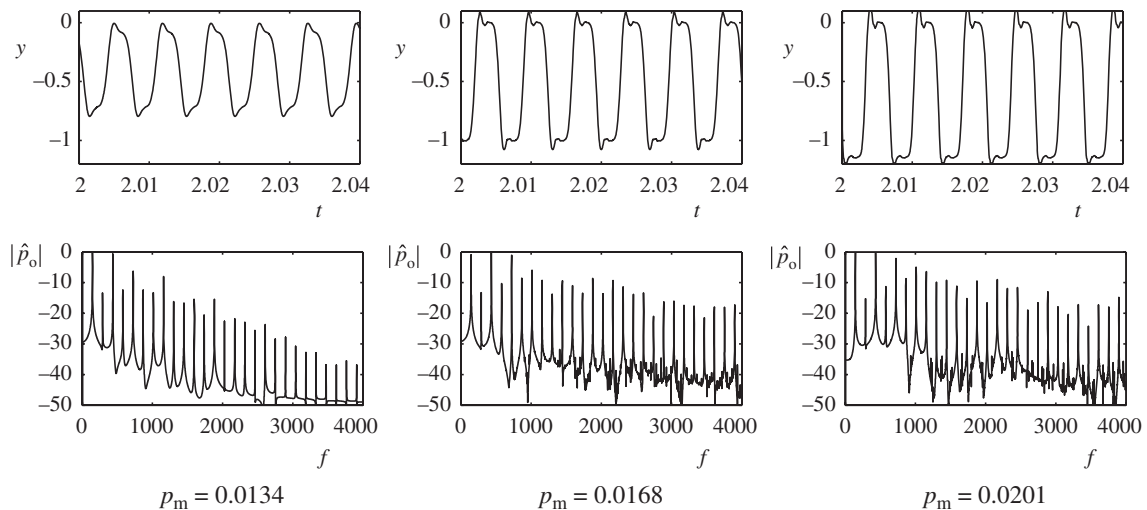 0 0 0
y y y
−0.5 −0.5 −0.5
−1 −1 −1
2 2.01 2.02 2.03 2.04 2 2.01 2.02 2.03 2.04 2 2.01 2.02 2.03 2.04
t t t
|p̂ₒ| 0 |p̂ₒ| 0 |p̂ₒ| 0
−10 −10 −10
−20 −20 −20
−30 −30 −30
−40 −40 −40
−50 −50 −50
0 1000 2000 3000 4000 0 1000 2000 3000 4000 0 1000 2000 3000 4000
f f f
pₘ = 0.0134 pₘ = 0.0168 pₘ = 0.0201